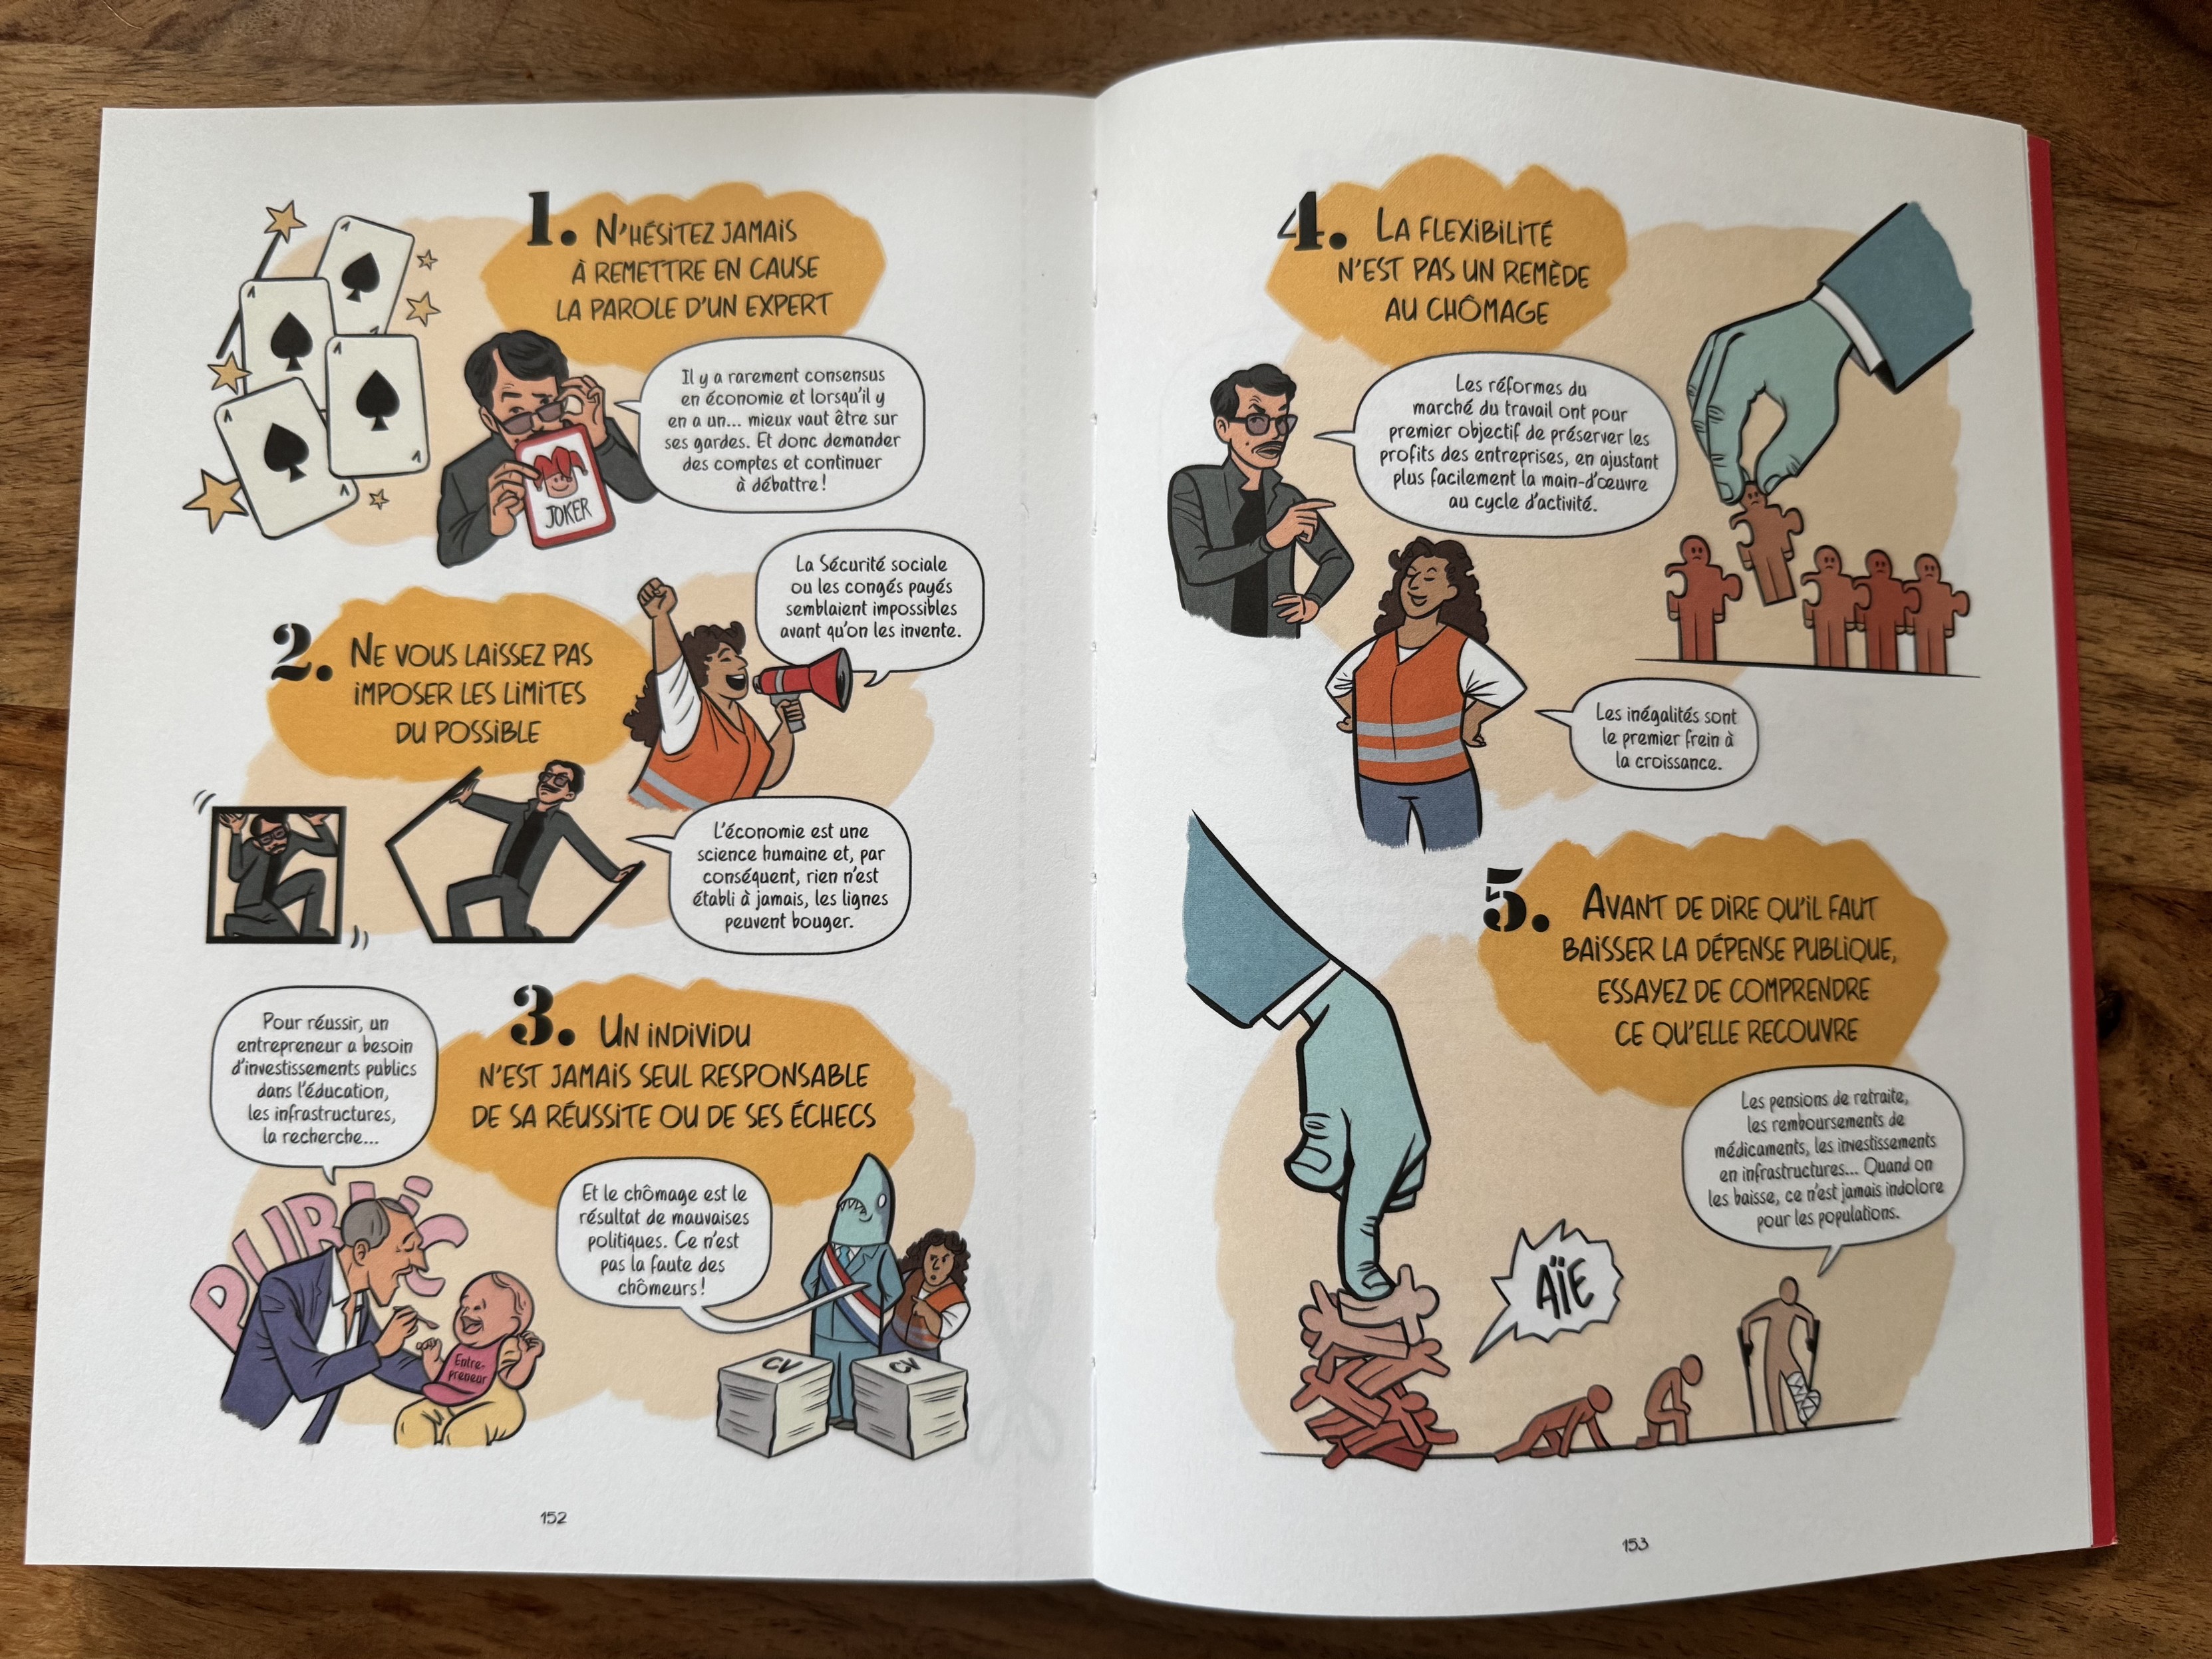 1. N'HÉSITEZ JAMAIS
À REMETTRE EN CAUSE
LA PAROLE D'UN EXPERT
Il y a rarement consensus
en économie et lorsqu'il y
en a un... mieux vaut être sur
ses gardes. Et donc demander
des comptes et continuer
à débattre!
1
1
1
1
1
1
JOKER
La Sécurité sociale
ou les congés payés
semblaient impossibles
avant qu'on les invente.
2. NE VOUS LAISSEZ PAS
IMPOSER LES LIMITES
DU POSSIBLE
L'économie est une
science humaine et, par
conséquent, rien n'est
établi à jamais, les lignes
peuvent bouger.
3. UN INDIVIDU
N'EST JAMAIS SEUL RESPONSABLE
DE SA RÉUSSITE OU DE SES ÉCHECS
Pour réussir, un
entrepreneur a besoin
d'investissements publics
dans l'éducation,
les infrastructures,
la recherche...
Et le chômage est le
résultat de mauvaises
politiques. Ce n'est
pas la faute des
chômeurs!
Entre-
preneur
CV
CV
152
4. LA FLEXIBILITÉ
N'EST PAS UN REMÈDE
AU CHÔMAGE
Les réformes du
marché du travail ont pour
premier objectif de préserver les
profits des entreprises, en ajustant
plus facilement la main-d'œuvre
au cycle d'activité.
Les inégalités sont
le premier frein à
la croissance.
5. AVANT DE DIRE QU'IL FAUT
BAISSER LA DÉPENSE PUBLIQUE,
ESSAYEZ DE COMPRENDRE
CE QU'ELLE RECOUVRE
Les pensions de retraite,
les remboursements de
médicaments, les investissements
en infrastructures... Quand on
les baisse, ce n'est jamais indolore
pour les populations.
AÏE
153